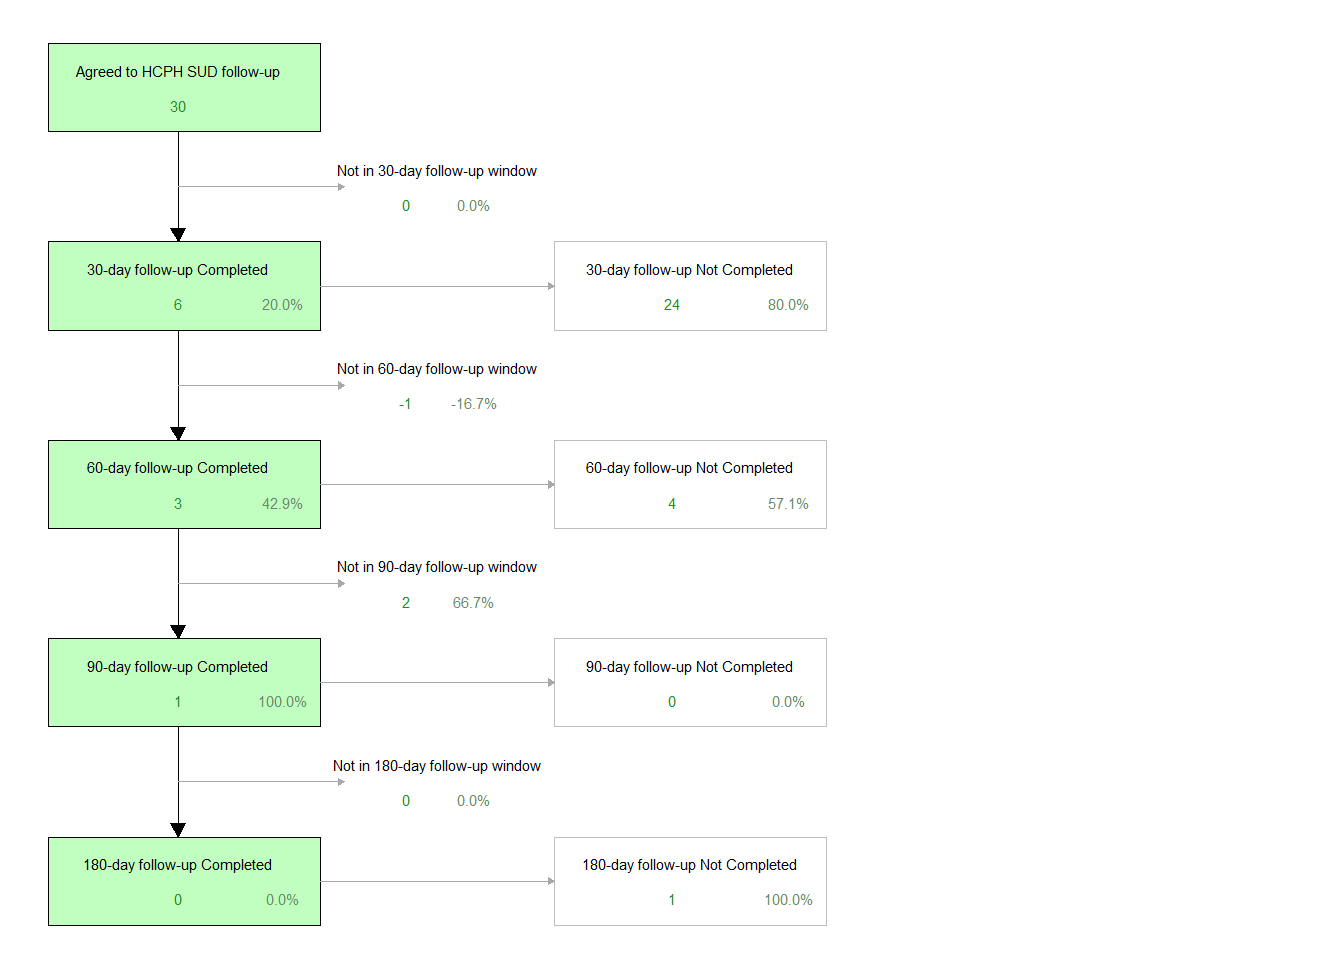 Agreed to HCPH SUD follow-up
30
Not in 30-day follow-up window
0 0.0%
30-day follow-up Completed
6 20.0%
30-day follow-up Not Completed
24 80.0%
Not in 60-day follow-up window
-1 -16.7%
60-day follow-up Completed
3 42.9%
60-day follow-up Not Completed
4 57.1%
Not in 90-day follow-up window
2 66.7%
90-day follow-up Completed
1 100.0%
90-day follow-up Not Completed
0 0.0%
Not in 180-day follow-up window
0 0.0%
180-day follow-up Completed
0 0.0%
180-day follow-up Not Completed
1 100.0%